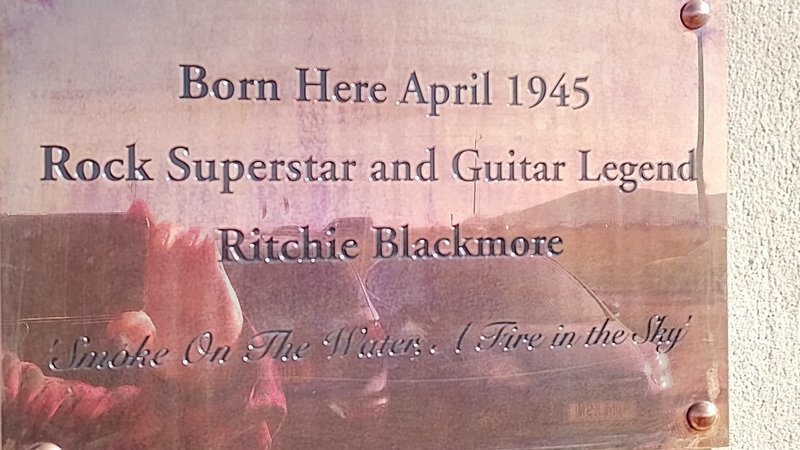 Born Here April 1945
Rock Superstar and Guitar Legend
Ritchie Blackmore
'Smoke On The Water, A Fire in the Sky'